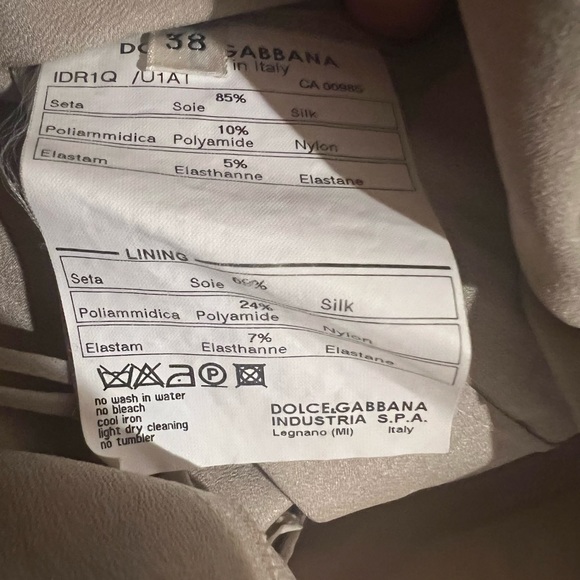 38
GABBANA
in Italy
IDR1Q /U1A1
CA 00985
85%
Seta Soie Silk
10%
Poliammidica Polyamide Nylon
5%
Elastam Elasthanne Elastane
LINING
Seta Soie Silk
24%
Poliammidica Polyamide Nylon
7%
Elastam Elasthanne Elastane
no wash in water
no bleach
cool iron
light dry cleaning
no tumbler
DOLCE&GABBANA
INDUSTRIA S.P.A.
Legnano (MI) Italy